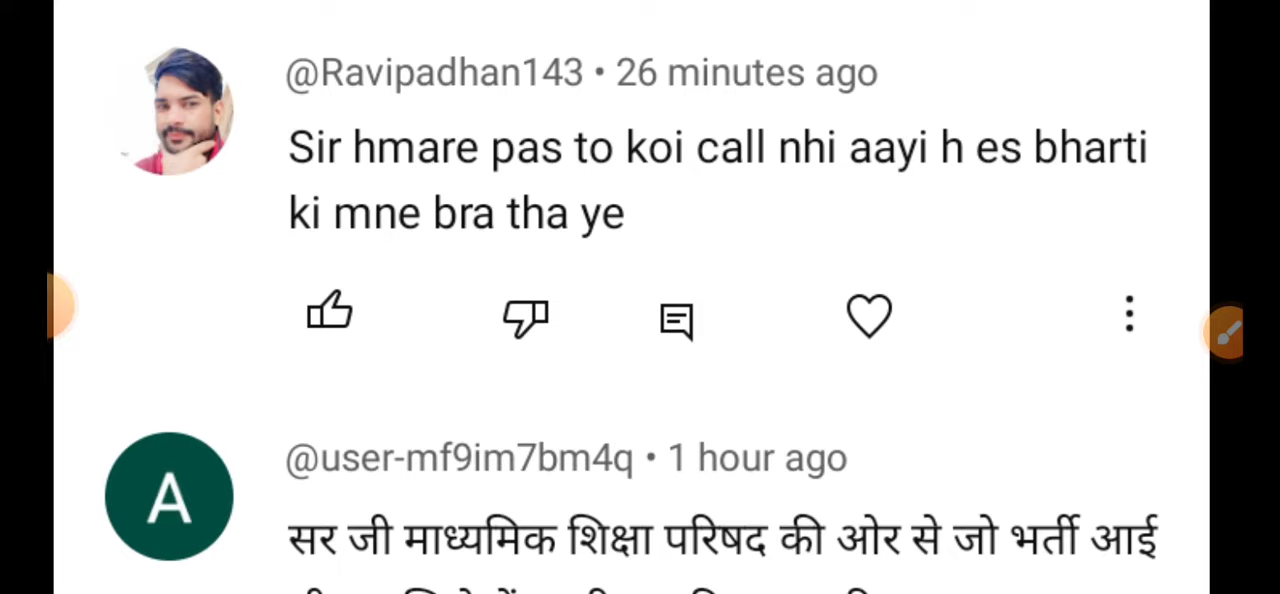 @Ravipadhan143 • 26 minutes ago
Sir hmare pas to koi call nhi aayi h es bharti
ki mne bra tha ye
@user-mf9im7bm4q • 1 hour ago
A
सर जी माध्यमिक शिक्षा परिषद की ओर से जो भर्ती आई